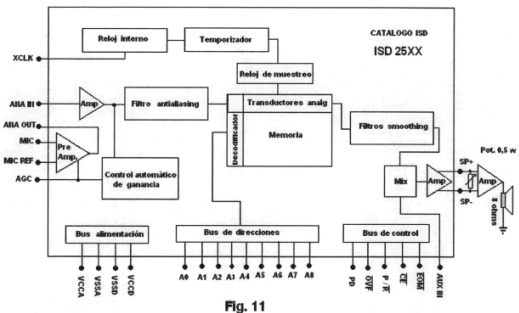 CATALOGO ISD
ISD 25XX
Reloj interno
Temporizador
XCLK
Reloj de muestreo
ANA IN
Amp
Filtro antialiasing
Decodificador
Transductores analg
Memoria
Filtros smoothing
ANA OUT
MIC
MIC REF
AGC
Pre
Amp.
Control automático
de ganancia
Mix
Amp
SP+
SP-
Amp
Pot. 0,5 w
8 ohms
Bus alimentación
Bus de direcciones
Bus de control
VCCA
VSSA
VSSD
VCCD
A0
A1
A2
A3
A4
A5
A6
A7
A8
PD
OVF
P / R
CE
EOM
AUX IN
Fig. 11